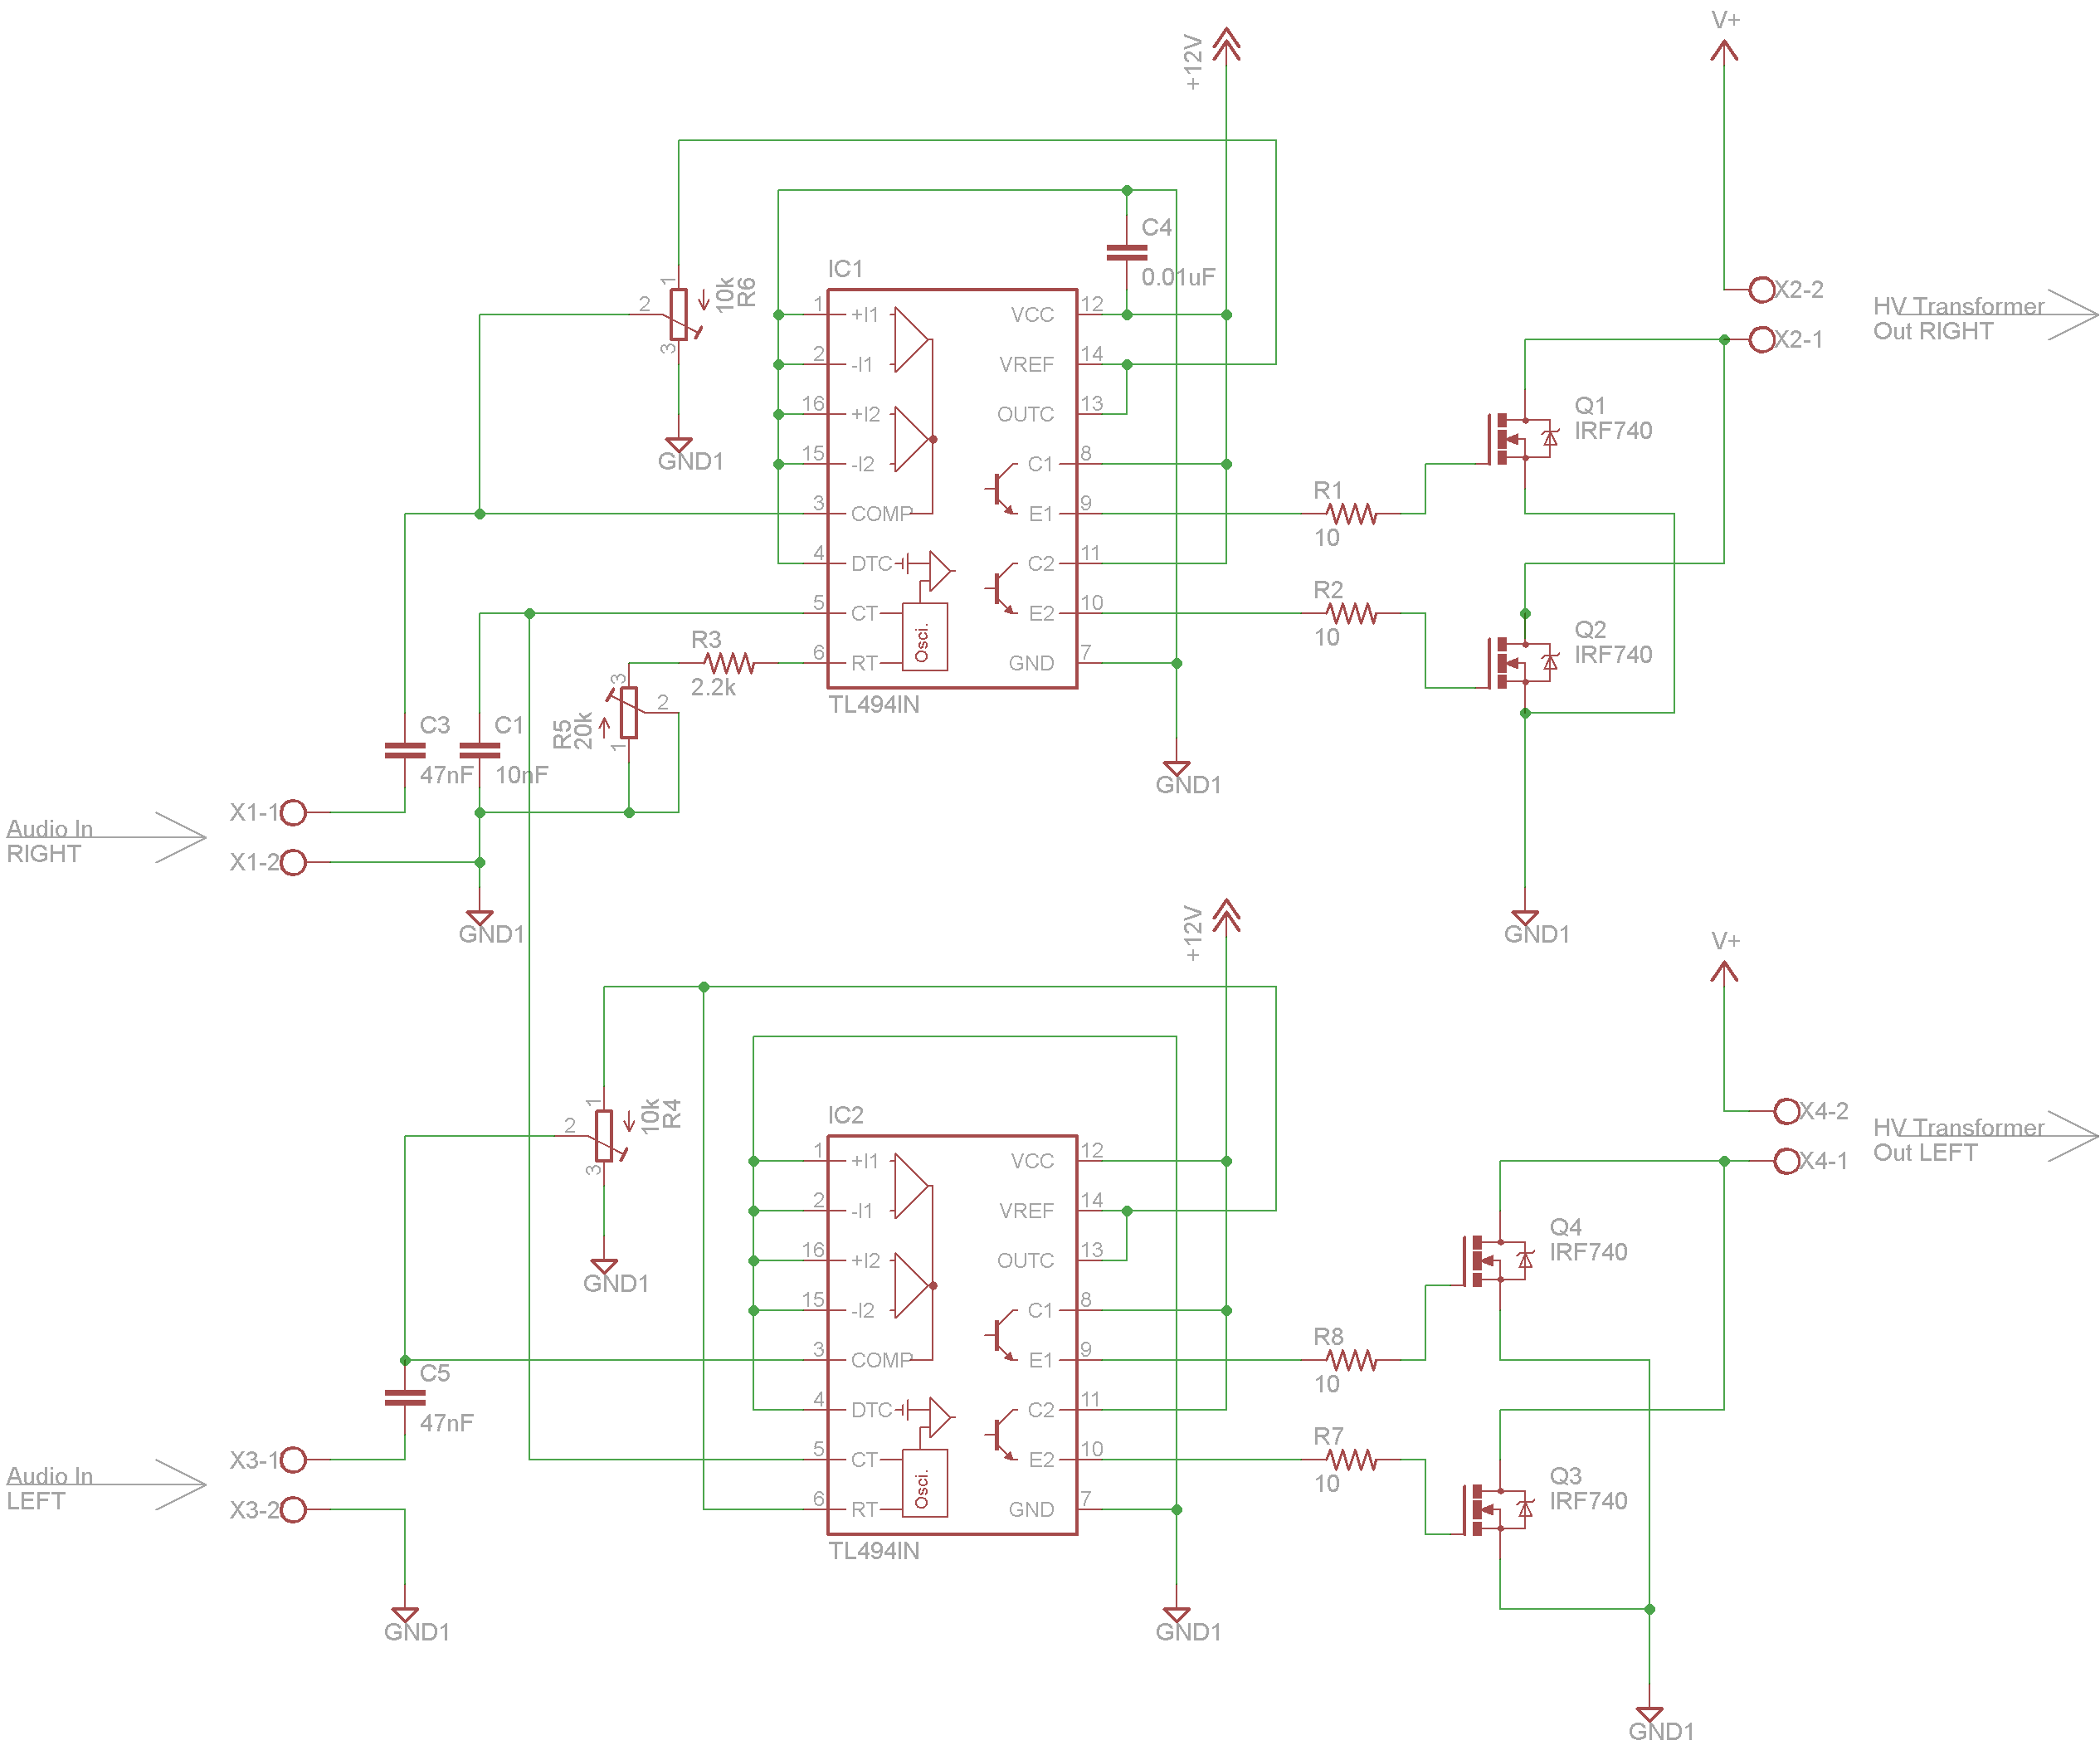 V+
+12V
C4
0.01uF
IC1
1
10k
R6
2
3
GND1
1
+I1
VCC
12
2
-I1
VREF
14
16
+I2
OUTC
13
15
-I2
C1
8
3
COMP
E1
9
4
DTC
C2
11
5
CT
E2
10
6
RT
Osci.
GND
7
TL494IN
X2-2
X2-1
HV Transformer
Out RIGHT
Q1
IRF740
R1
10
R2
10
Q2
IRF740
R3
2.2k
3
2
R5
20k
1
C3
47nF
C1
10nF
GND1
X1-1
X1-2
Audio In
RIGHT
GND1
GND1
+12V
V+
1
10k
R4
2
3
GND1
IC2
1
+I1
VCC
12
2
-I1
VREF
14
16
+I2
OUTC
13
15
-I2
C1
8
3
COMP
E1
9
4
DTC
C2
11
5
CT
E2
10
6
RT
Osci.
GND
7
TL494IN
X4-2
X4-1
HV Transformer
Out LEFT
Q4
IRF740
R8
10
R7
10
Q3
IRF740
C5
47nF
X3-1
X3-2
Audio In
LEFT
GND1
GND1
GND1